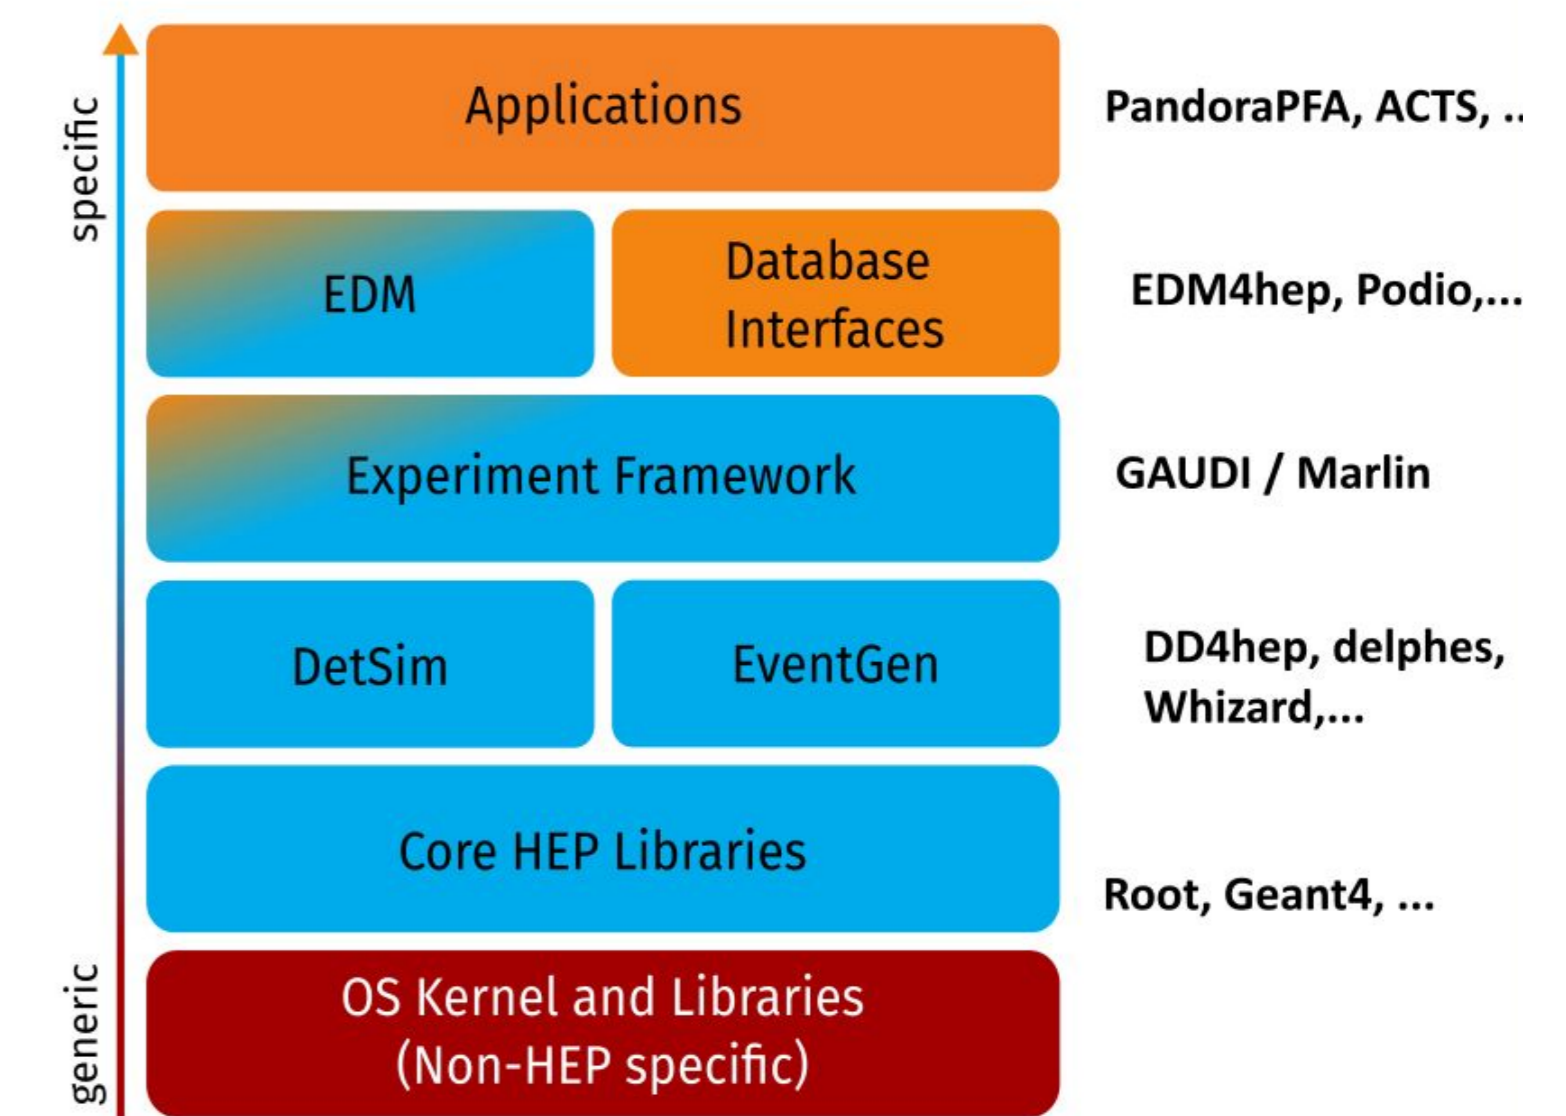 specific
Applications
PandoraPFA, ACTS, ..
EDM
Database
Interfaces
EDM4hep, Podio,...
Experiment Framework
GAUDI / Marlin
DetSim
EventGen
DD4hep, delphes,
Whizard,...
Core HEP Libraries
Root, Geant4, ...
generic
OS Kernel and Libraries
(Non-HEP specific)